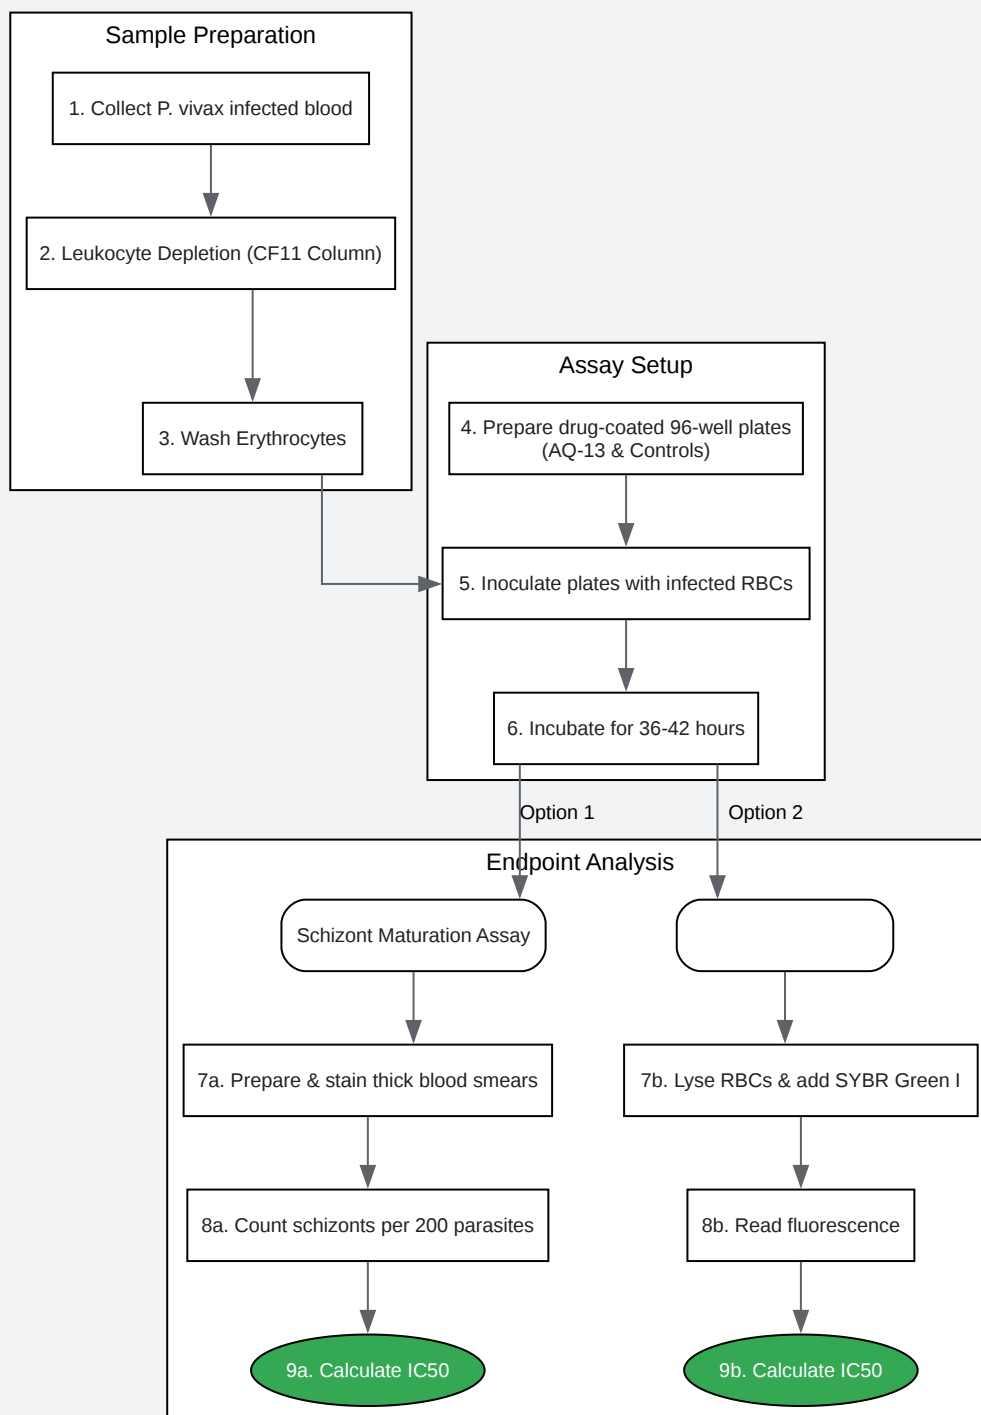 Sample Preparation
1. Collect P. vivax infected blood
2. Leukocyte Depletion (CF11 Column)
3. Wash Erythrocytes
Assay Setup
4. Prepare drug-coated 96-well plates
(AQ-13 & Controls)
5. Inoculate plates with infected RBCs
6. Incubate for 36-42 hours
Option 1
Option 2
Endpoint Analysis
Schizont Maturation Assay
7a. Prepare & stain thick blood smears
7b. Lyse RBCs & add SYBR Green I
8a. Count schizonts per 200 parasites
8b. Read fluorescence
9a. Calculate IC50
9b. Calculate IC50